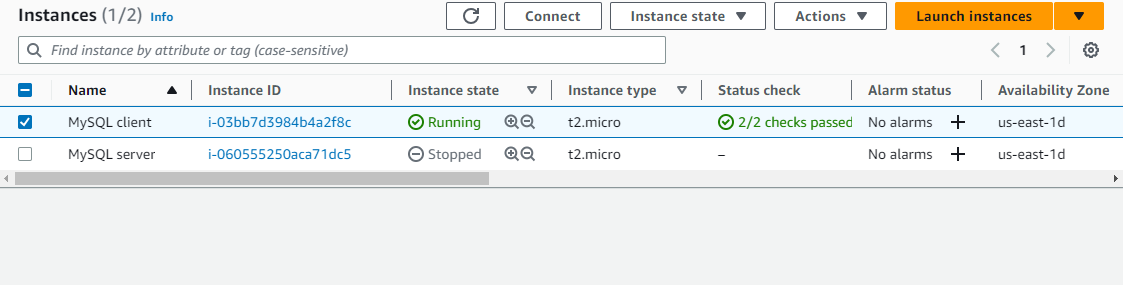 Instances (1/2) Info Connect Instance state Actions Launch instances
Find instance by attribute or tag (case-sensitive) 1
Name Instance ID Instance state Instance type Status check Alarm status Availability Zone
MySQL client i-03bb7d3984b4a2f8c Running t2.micro 2/2 checks passed No alarms us-east-1d
MySQL server i-060555250aca71dc5 Stopped t2.micro – No alarms us-east-1d